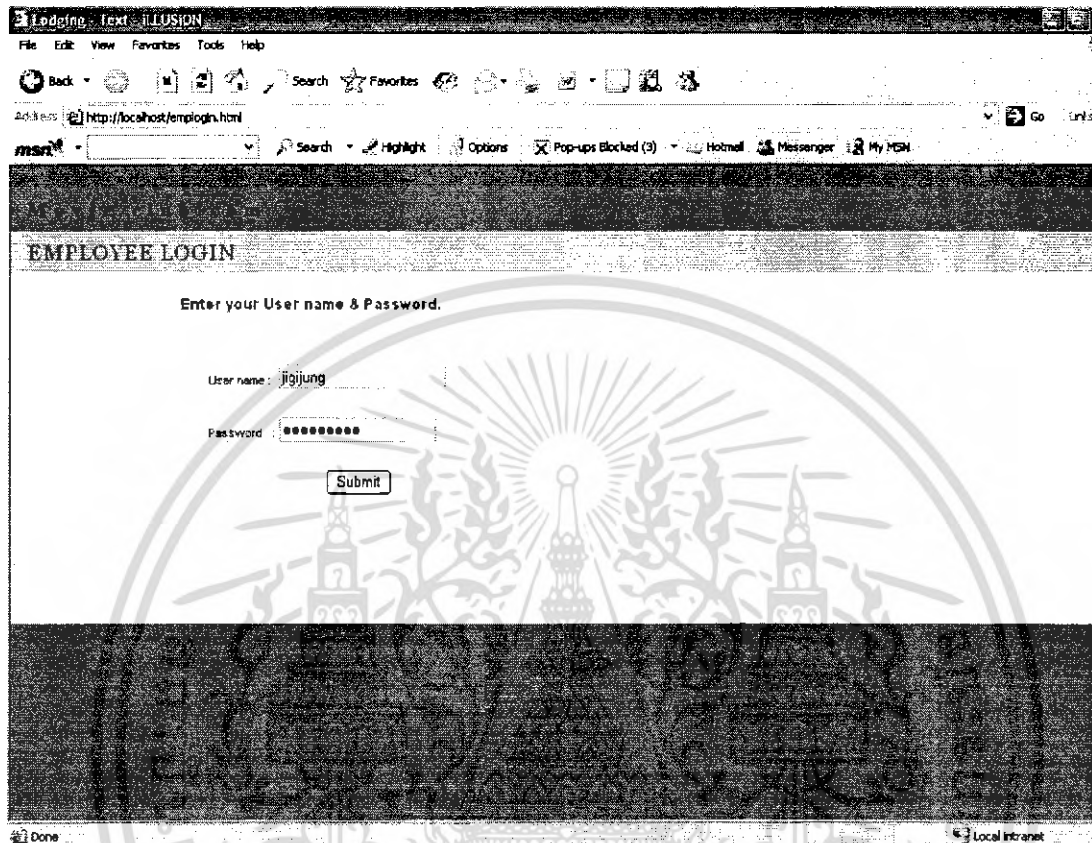 Lodging - Text - iLLUSiON
File Edit View Favorites Tools Help
Back Search Favorites
Address http://localhost/emplogin.html Go Links
msn Search Highlight Options Pop-ups Blocked (3) Hotmail Messenger My MSN
EMPLOYEE LOGIN
Enter your User name & Password.
User name : jigijung
Password : •••••••••
Submit
Done Local intranet